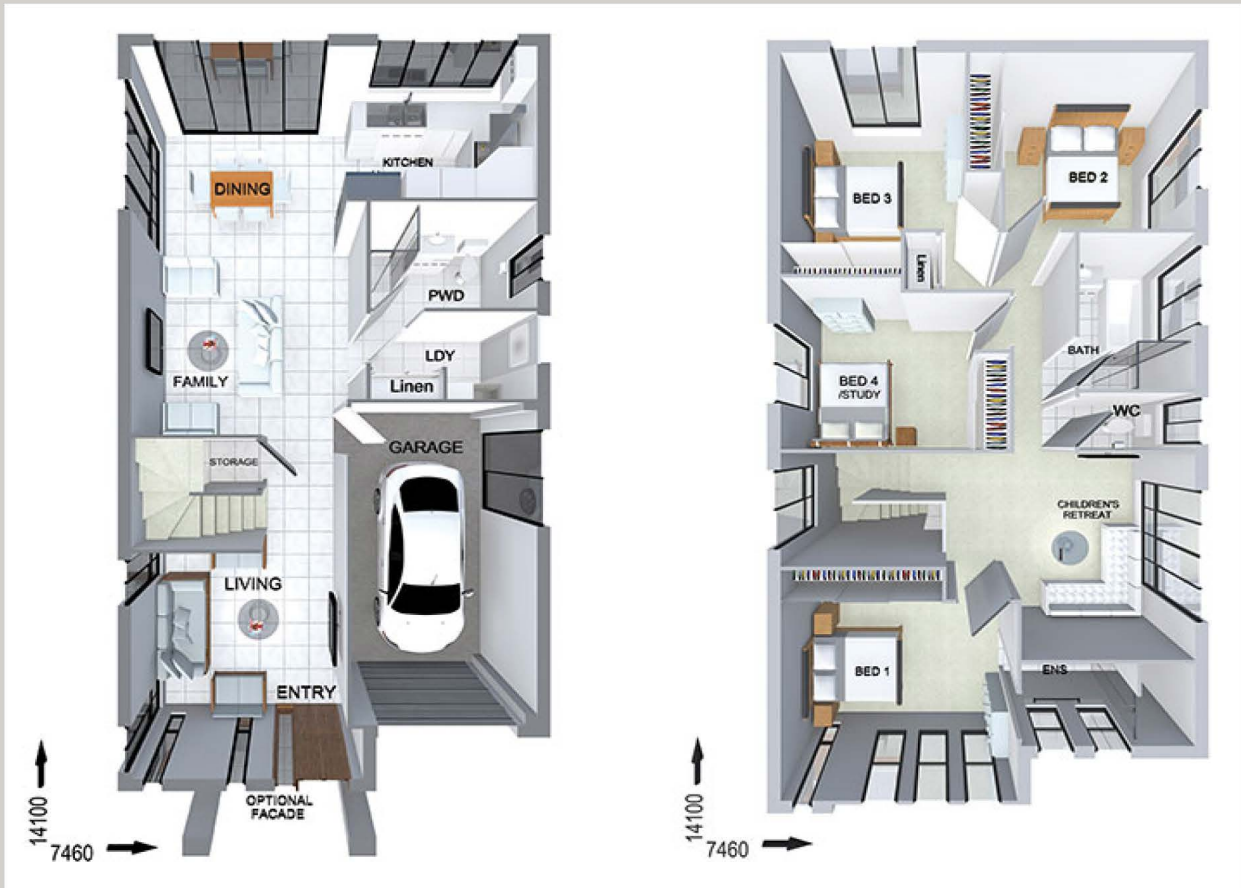 KITCHEN
DINING
PWD
LDY
FAMILY
Linen
GARAGE
STORAGE
LIVING
ENTRY
OPTIONAL
FACADE
14100
7460
BED 3
BED 2
Linen
BATH
BED 4
/STUDY
WC
CHILDREN'S
RETREAT
BED 1
ENS
14100
7460